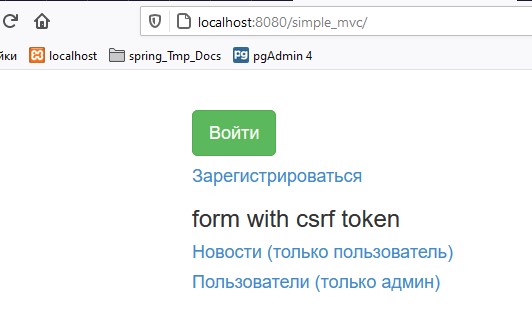 localhost:8080/simple_mvc/
йки localhost spring_Tmp_Docs pgAdmin 4
Войти
Зарегистрироваться
form with csrf token
Новости (только пользователь)
Пользователи (только админ)